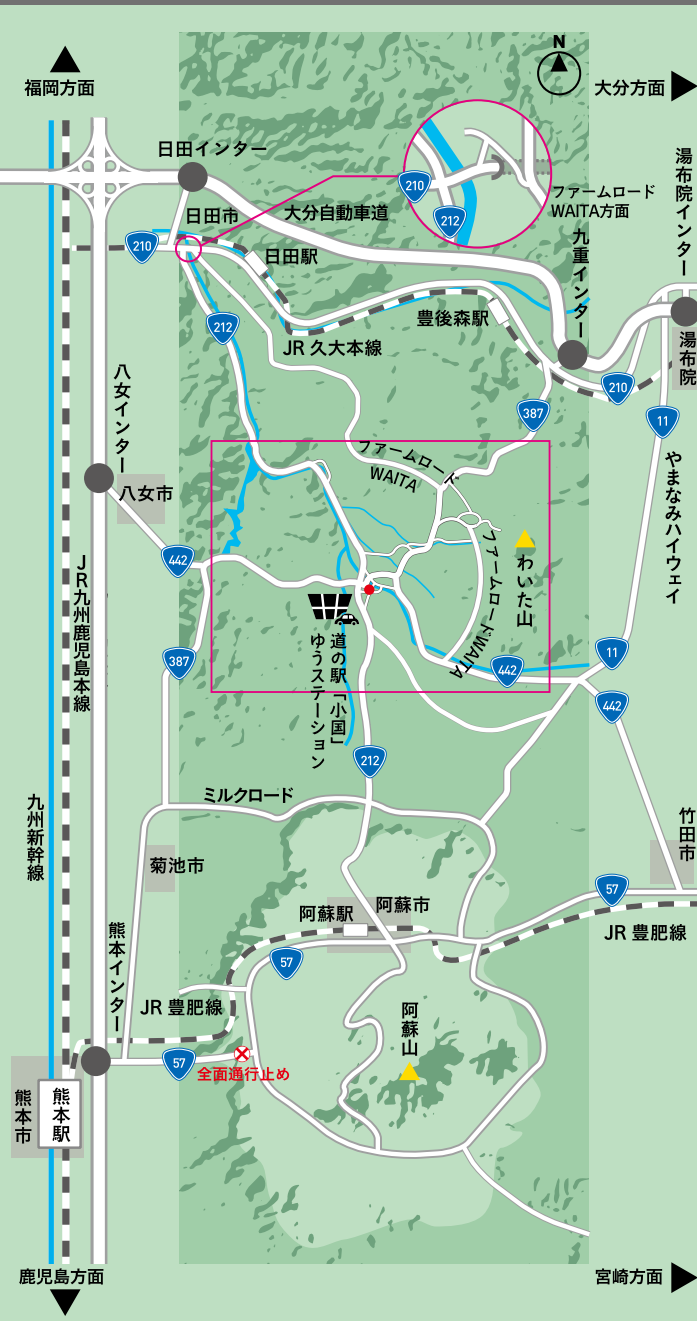 N
福岡方面
大分方面
日田インター
湯布院インター
210
212
ファームロード
WAITA方面
日田市
大分自動車道
210
日田駅
九重インター
豊後森駅
212
JR 久大本線
湯布院
八女インター
210
387
11
ファームロード
WAITA
やまなみハイウェイ
八女市
442
ファームロードWAITA
わいた山
JR九州鹿児島本線
道の駅「小国」
ゆうステーション
387
11
442
442
212
ミルクロード
九州新幹線
竹田市
菊池市
57
阿蘇駅
阿蘇市
熊本インター
JR 豊肥線
57
JR 豊肥線
阿蘇山
57
全面通行止め
熊本市
熊本駅
鹿児島方面
宮崎方面